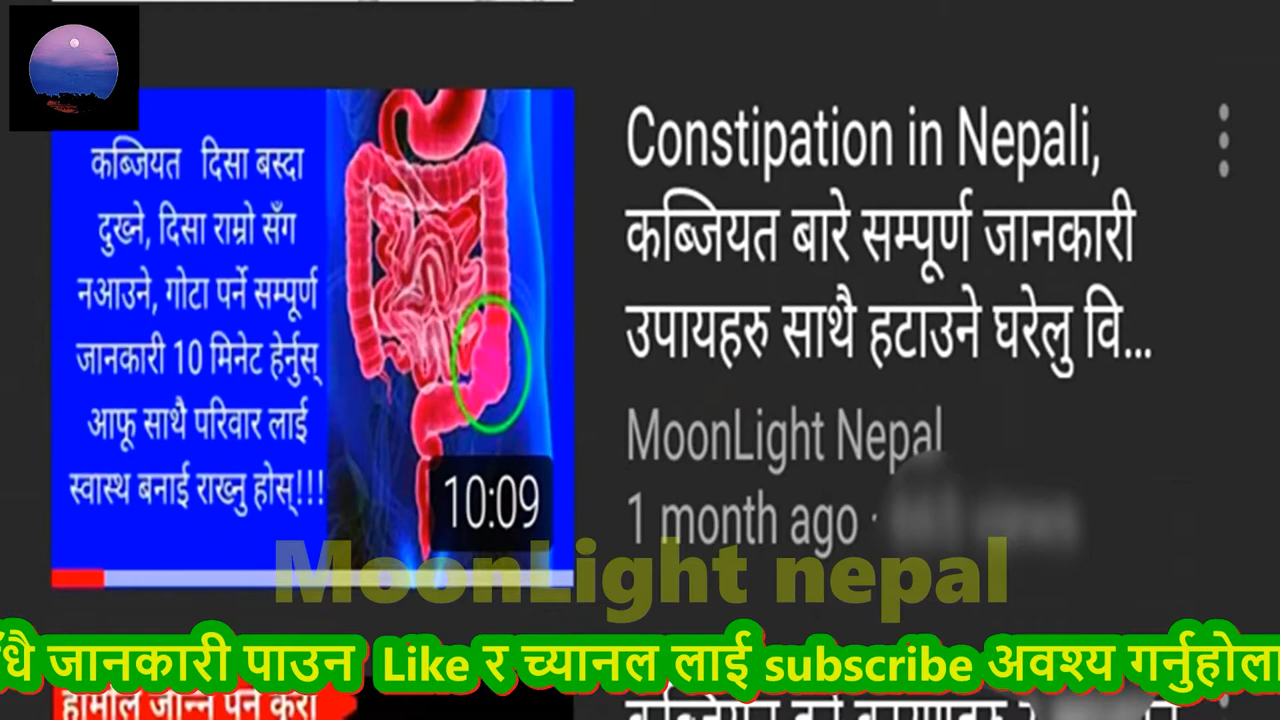 कब्जियत दिसा बस्दा
दुख्ने, दिसा राम्रो सँग
नआउने, गोटा पर्ने सम्पूर्ण
जानकारी 10 मिनेट हेर्नुस्
आफू साथै परिवार लाई
स्वास्थ बनाई राख्नु होस्!!!
10:09
Constipation in Nepali,
कब्जियत बारे सम्पूर्ण जानकारी
उपायहरु साथै हटाउने घरेलु वि...
MoonLight Nepal
1 month ago ·
MoonLight nepal
जानकारी पाउन Like र च्यानल लाई subscribe अवश्य गर्नुहोला